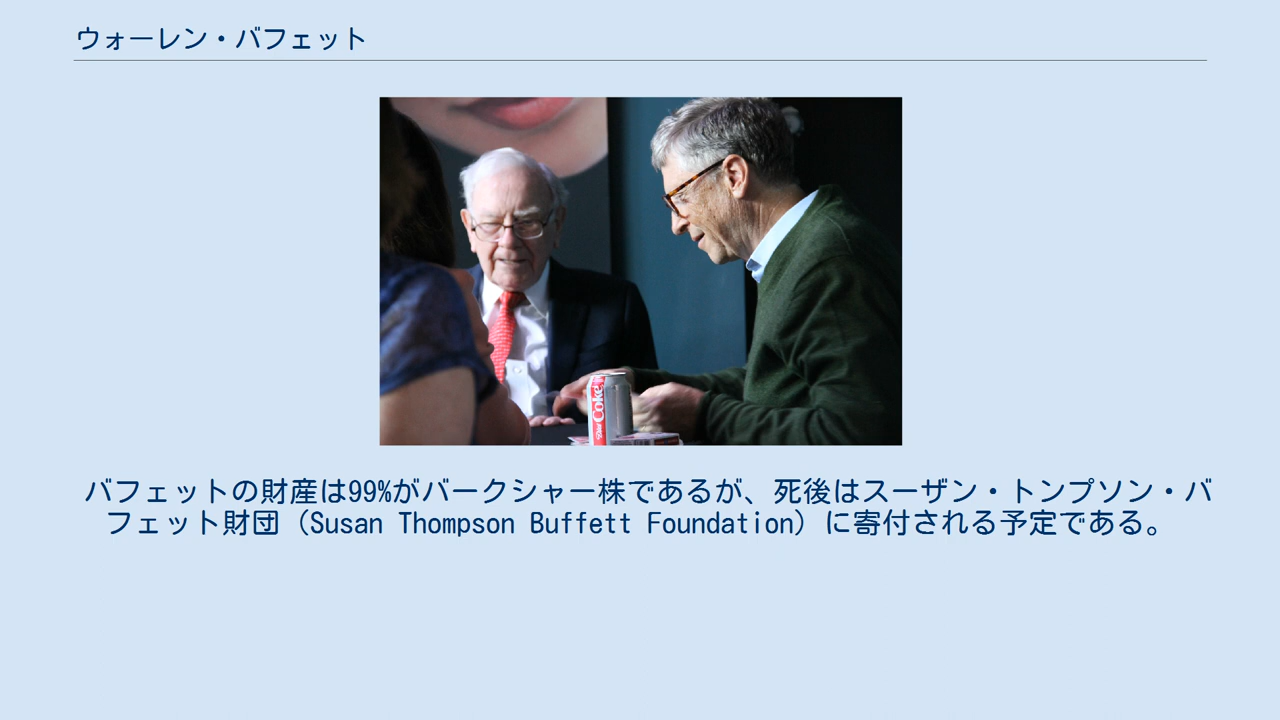 ウォーレン・バフェット
Diet Coke
バフェットの財産は99%がバークシャー株であるが、死後はスーザン・トンプソン・バ
フェット財団（Susan Thompson Buffett Foundation）に寄付される予定である。